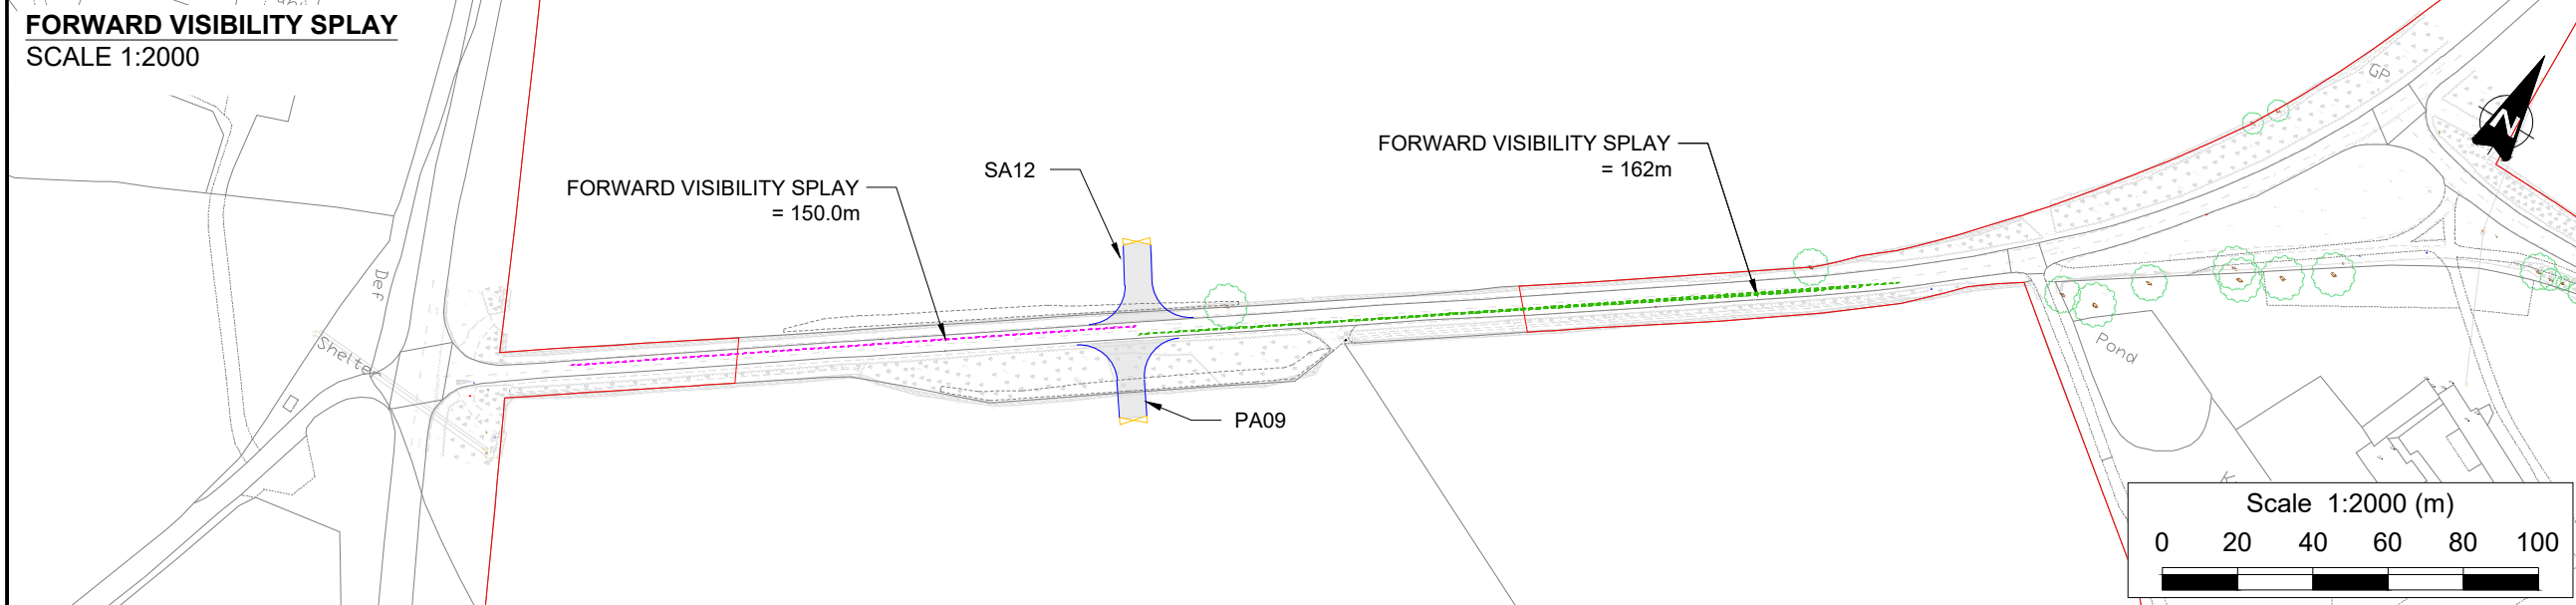 FORWARD VISIBILITY SPLAY
SCALE 1:2000
FORWARD VISIBILITY SPLAY
= 150.0m
SA12
FORWARD VISIBILITY SPLAY
= 162m
GP
N
Def
Shelter
PA09
Pond
Scale 1:2000 (m)
0 20 40 60 80 100